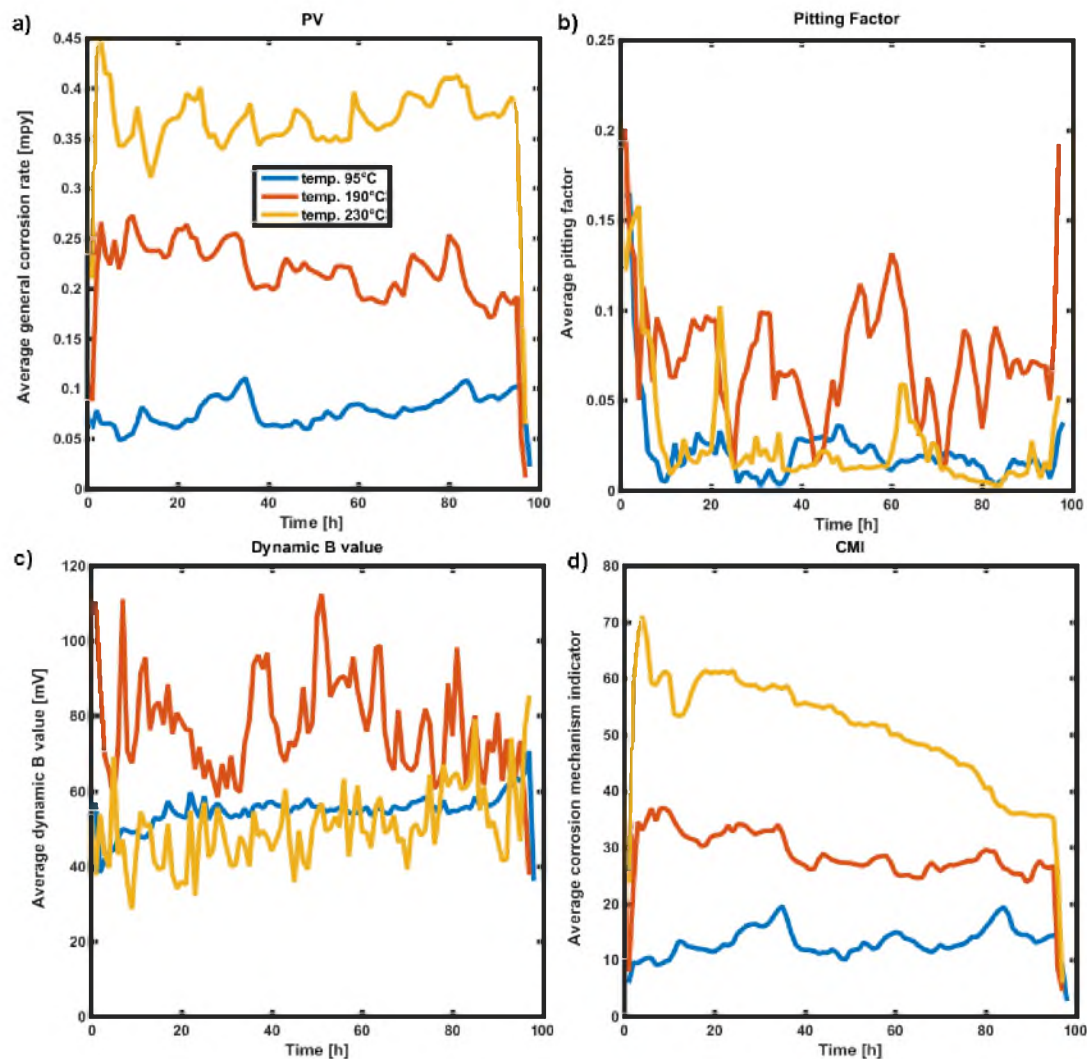 a)
PV
Average general corrosion rate [mpy]
0.45
0.4
0.35
0.3
0.25
0.2
0.15
0.1
0.05
0
temp. 95°C
temp. 190°C
temp. 230°C
0 20 40 60 80 100
Time [h]
b)
Pitting Factor
Average pitting factor
0.25
0.2
0.15
0.1
0.05
0
0 20 40 60 80 100
Time [h]
c)
Dynamic B value
Average dynamic B value [mV]
120
100
80
60
40
20
0
0 20 40 60 80 100
Time [h]
d)
CMI
Average corrosion mechanism indicator
80
70
60
50
40
30
20
10
0
0 20 40 60 80 100
Time [h]